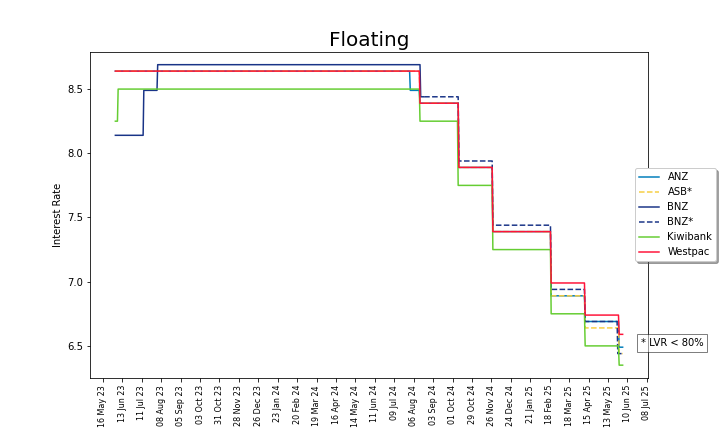 Floating
Interest Rate
8.5
8.0
7.5
7.0
6.5
ANZ
ASB*
BNZ
BNZ*
Kiwibank
Westpac
* LVR < 80%
16 May 23
13 Jun 23
11 Jul 23
08 Aug 23
05 Sep 23
03 Oct 23
31 Oct 23
28 Nov 23
26 Dec 23
23 Jan 24
20 Feb 24
19 Mar 24
16 Apr 24
14 May 24
11 Jun 24
09 Jul 24
06 Aug 24
03 Sep 24
01 Oct 24
29 Oct 24
26 Nov 24
24 Dec 24
21 Jan 25
18 Feb 25
18 Mar 25
15 Apr 25
13 May 25
10 Jun 25
08 Jul 25